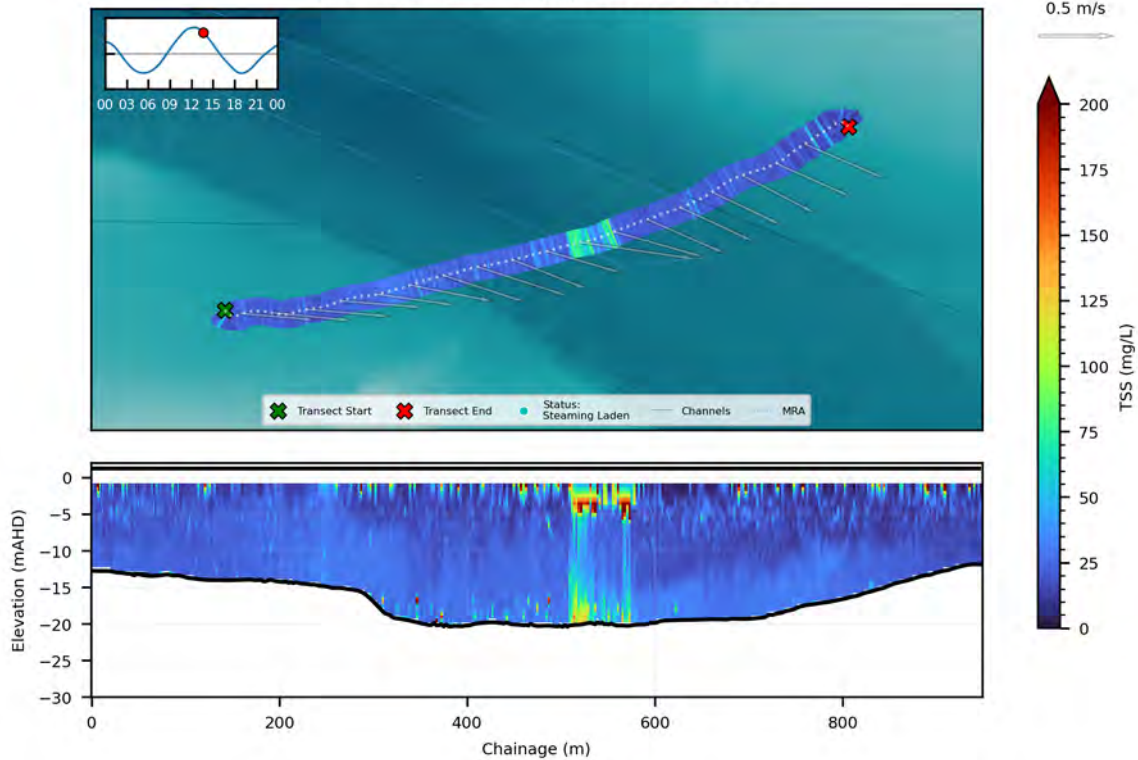 0.5 m/s
00 03 06 09 12 15 18 21 00
Transect Start
Transect End
Status:
Steaming Laden
Channels
MRA
200
175
150
125
100
75
50
25
0
TSS (mg/L)
0
−5
−10
−15
−20
−25
−30
Elevation (mAHD)
0 200 400 600 800
Chainage (m)